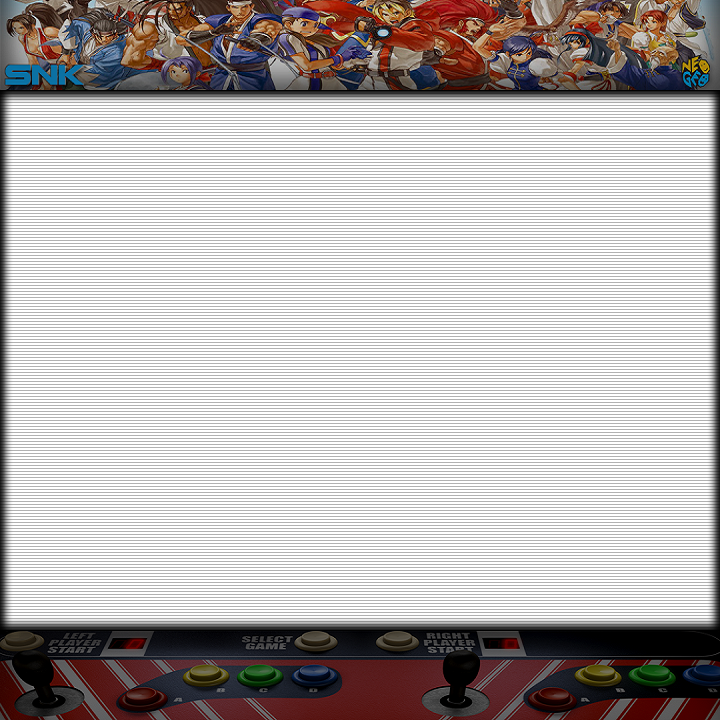 SNK
NEO
GEO
LEFT
PLAYER
START
SELECT
GAME
RIGHT
PLAYER
START
A B C D
A B C D